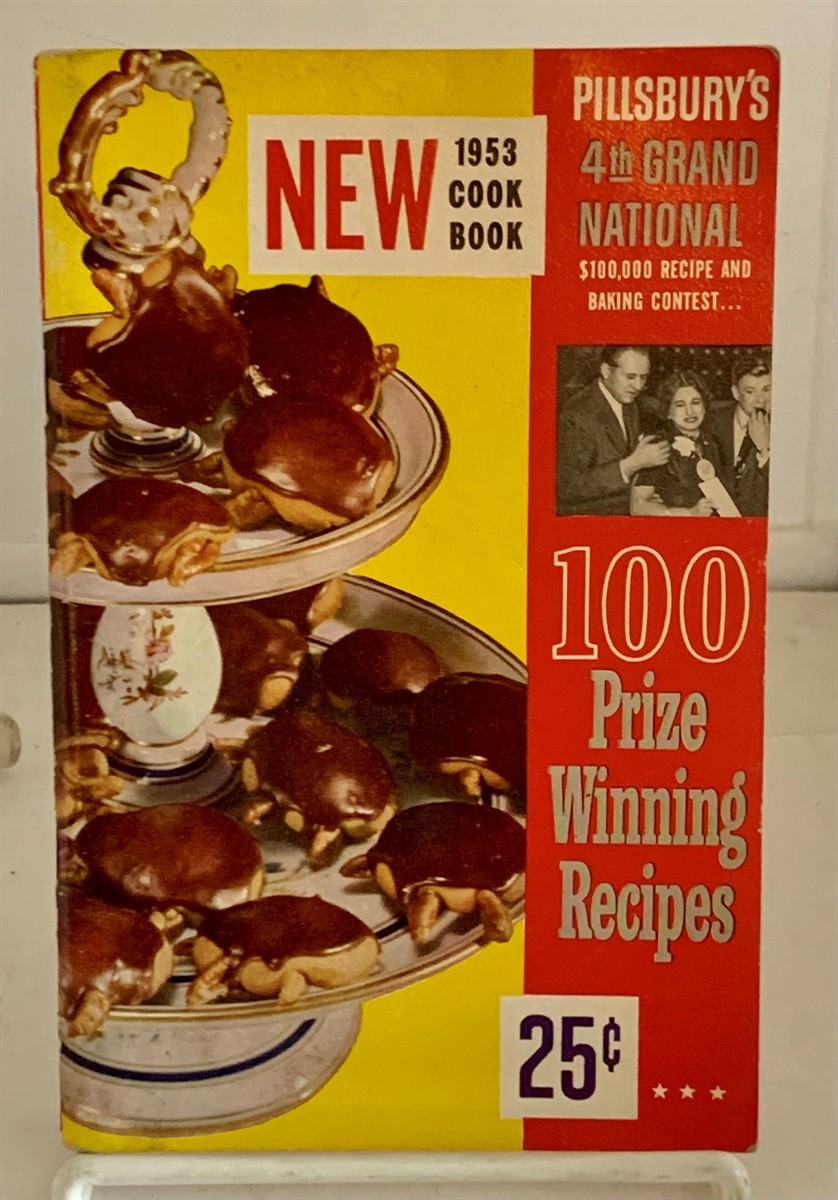 NEW
1953
COOK
BOOK
PILLSBURY'S
4th GRAND
NATIONAL
$100,000 RECIPE AND
BAKING CONTEST...
100
Prize
Winning
Recipes
25¢